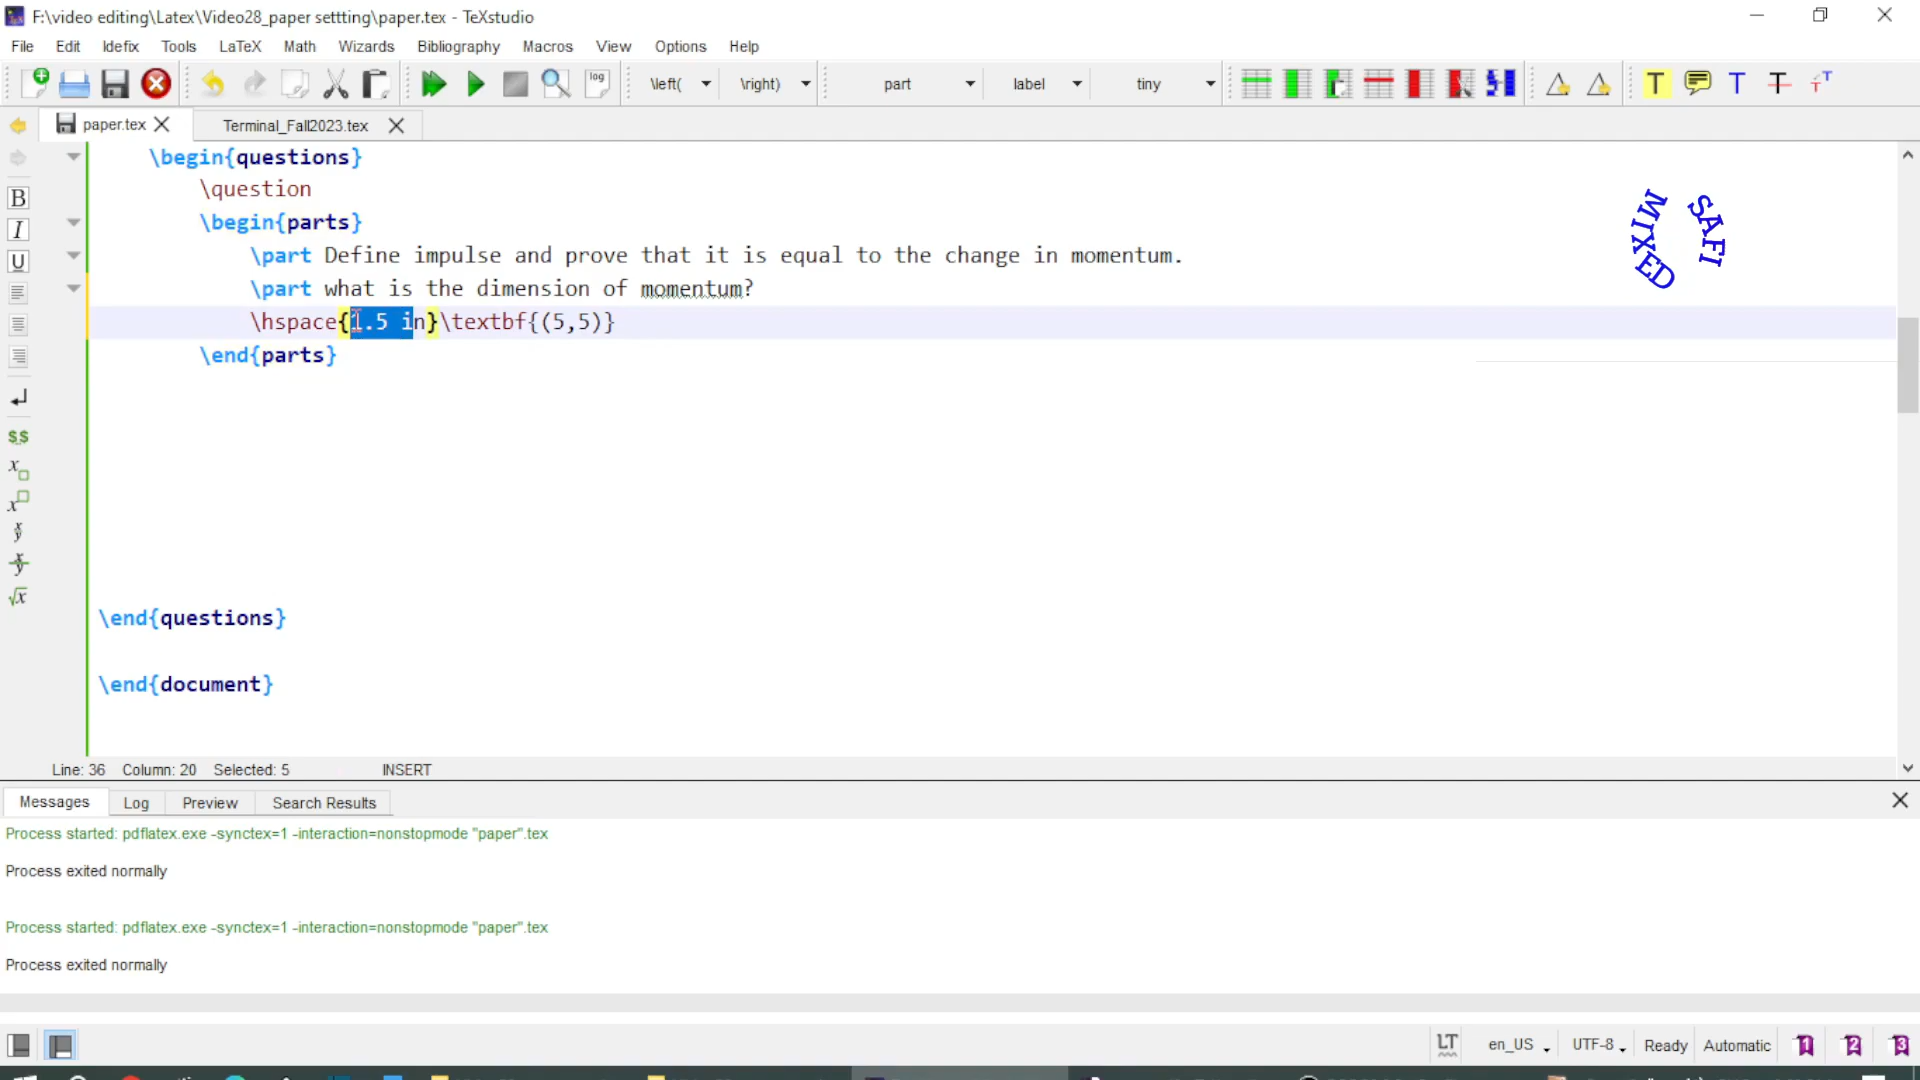 F:\video editing\Latex\Video28_paper settting\paper.tex - TeXstudio
File Edit Idefix Tools LaTeX Math Wizards Bibliography Macros View Options Help
log \left( \right) part label tiny T T T T
paper.tex Terminal_Fall2023.tex
\begin{questions}
\question
\begin{parts}
\part Define impulse and prove that it is equal to the change in momentum.
\part what is the dimension of momentum?
\hspace{1.5 in}\textbf{(5,5)}
\end{parts}
\end{questions}
\end{document}
MIXED SAFI
B
I
U
$$
x
x
x/y
x/y
√x
Line: 36 Column: 20 Selected: 5 INSERT
Messages Log Preview Search Results
Process started: pdflatex.exe -synctex=1 -interaction=nonstopmode "paper".tex
Process exited normally
Process started: pdflatex.exe -synctex=1 -interaction=nonstopmode "paper".tex
Process exited normally
LT en_US UTF-8 Ready Automatic 1 2 3